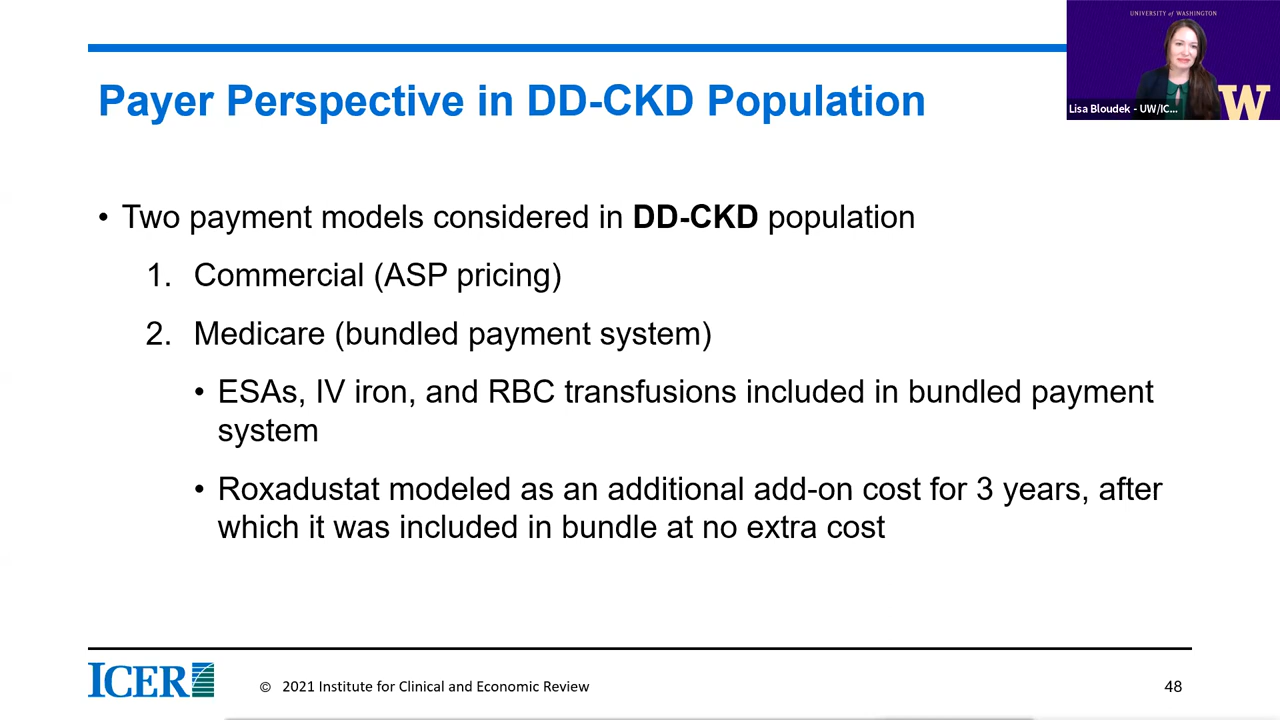 UNIVERSITY of WASHINGTON
W
Lisa Bloudek - UW/IC...
Payer Perspective in DD-CKD Population
• Two payment models considered in DD-CKD population
1. Commercial (ASP pricing)
2. Medicare (bundled payment system)
• ESAs, IV iron, and RBC transfusions included in bundled payment
system
• Roxadustat modeled as an additional add-on cost for 3 years, after
which it was included in bundle at no extra cost
ICER
© 2021 Institute for Clinical and Economic Review
48